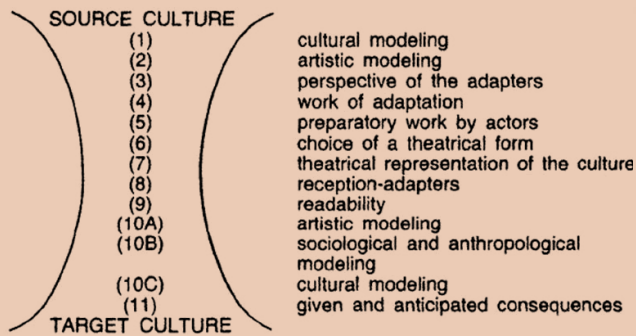 SOURCE CULTURE
(1) cultural modeling
(2) artistic modeling
(3) perspective of the adapters
(4) work of adaptation
(5) preparatory work by actors
(6) choice of a theatrical form
(7) theatrical representation of the culture
(8) reception-adapters
(9) readability
(10A) artistic modeling
(10B) sociological and anthropological
modeling
(10C) cultural modeling
(11) given and anticipated consequences
TARGET CULTURE